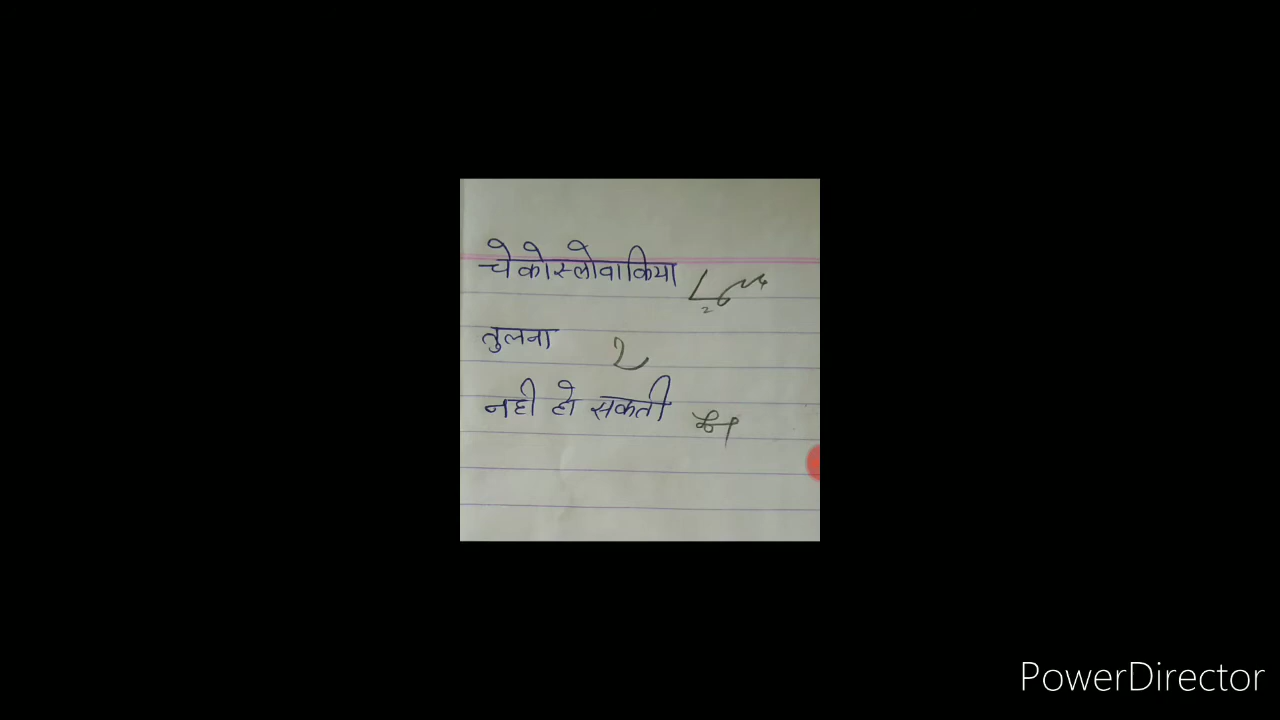 चेकोस्लोवाकिया
तुलना
नही हो सकती
PowerDirector